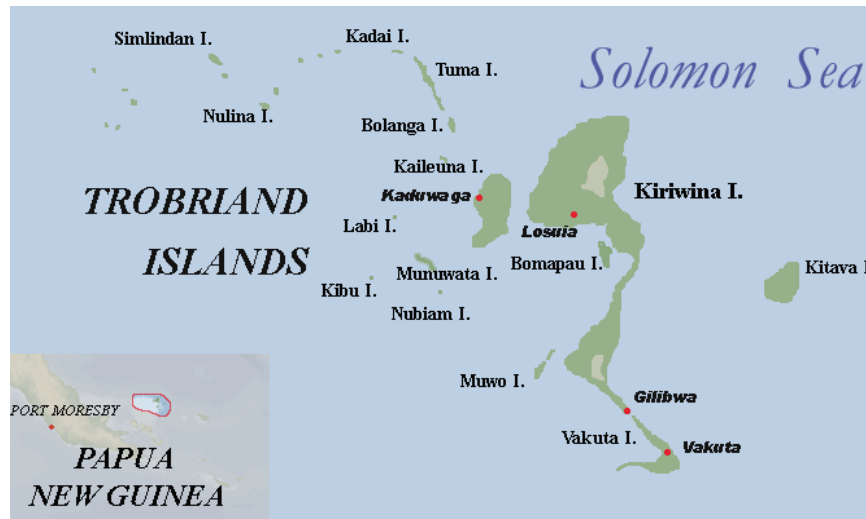 Simlindan I.
Kadai I.
Tuma I.
Solomon Sea
Nulina I.
Bolanga I.
Kaileuna I.
Kaduwaga
Kiriwina I.
TROBRIAND
ISLANDS
Labi I.
Losuia
Bomapau I.
Munuwata I.
Kitava I
Kibu I.
Nubiam I.
Muwo I.
Gilibwa
Vakuta I.
Vakuta
PORT MORESBY
PAPUA
NEW GUINEA